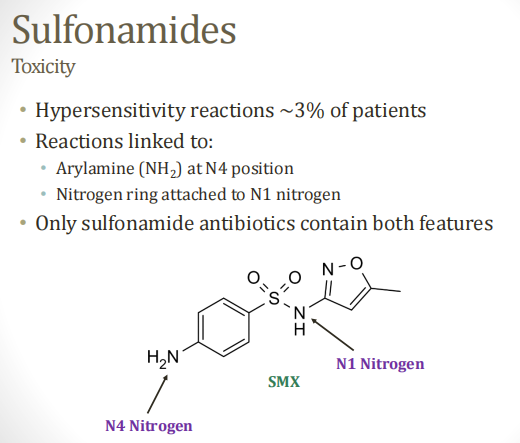 Sulfonamides
Toxicity
• Hypersensitivity reactions ~3% of patients
• Reactions linked to:
• Arylamine (NH₂) at N4 position
• Nitrogen ring attached to N1 nitrogen
• Only sulfonamide antibiotics contain both features
O O N O
S
N
H
H₂N
N1 Nitrogen
SMX
N4 Nitrogen